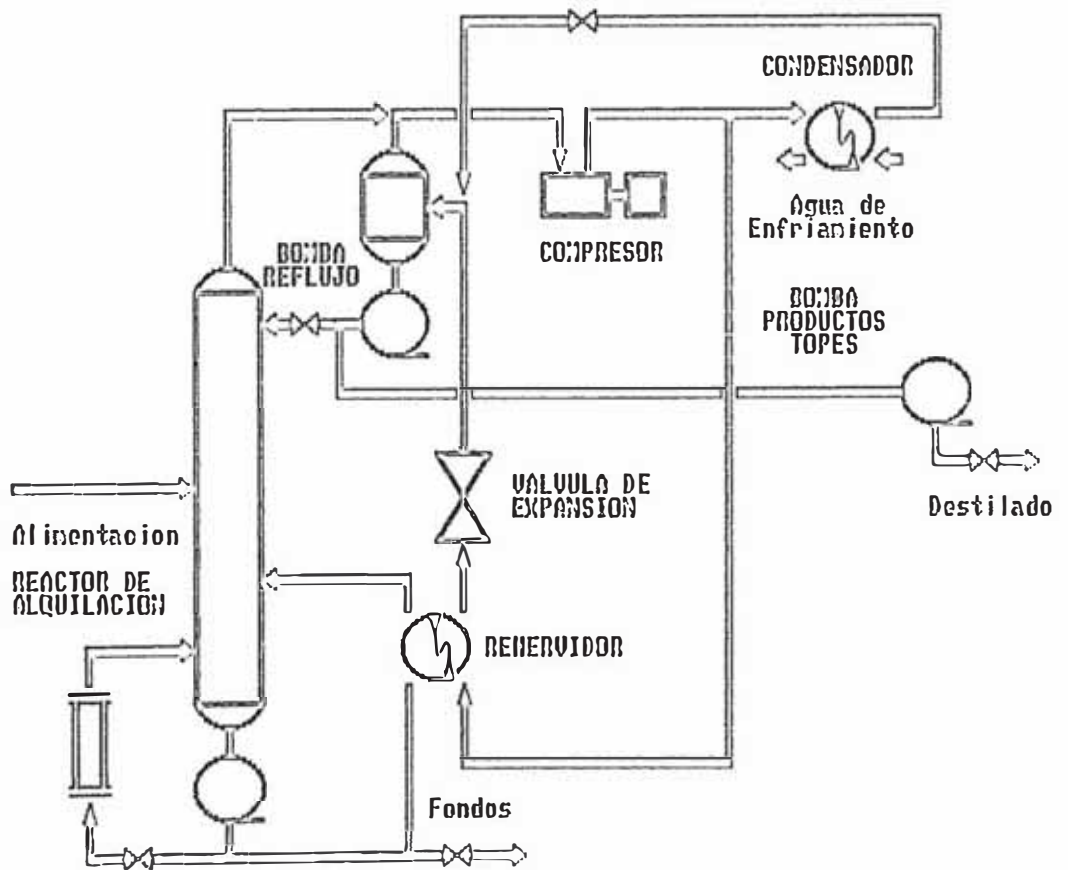 CONDENSADOR
Agua de
Enfriamiento
COMPRESOR
BOMBA
REFLUJO
BOMBA
PRODUCTOS
TOPES
VALVULA DE
EXPANSION
Destilado
Alimentacion
REACTOR DE
ALQUILACION
REHERVIDOR
Fondos